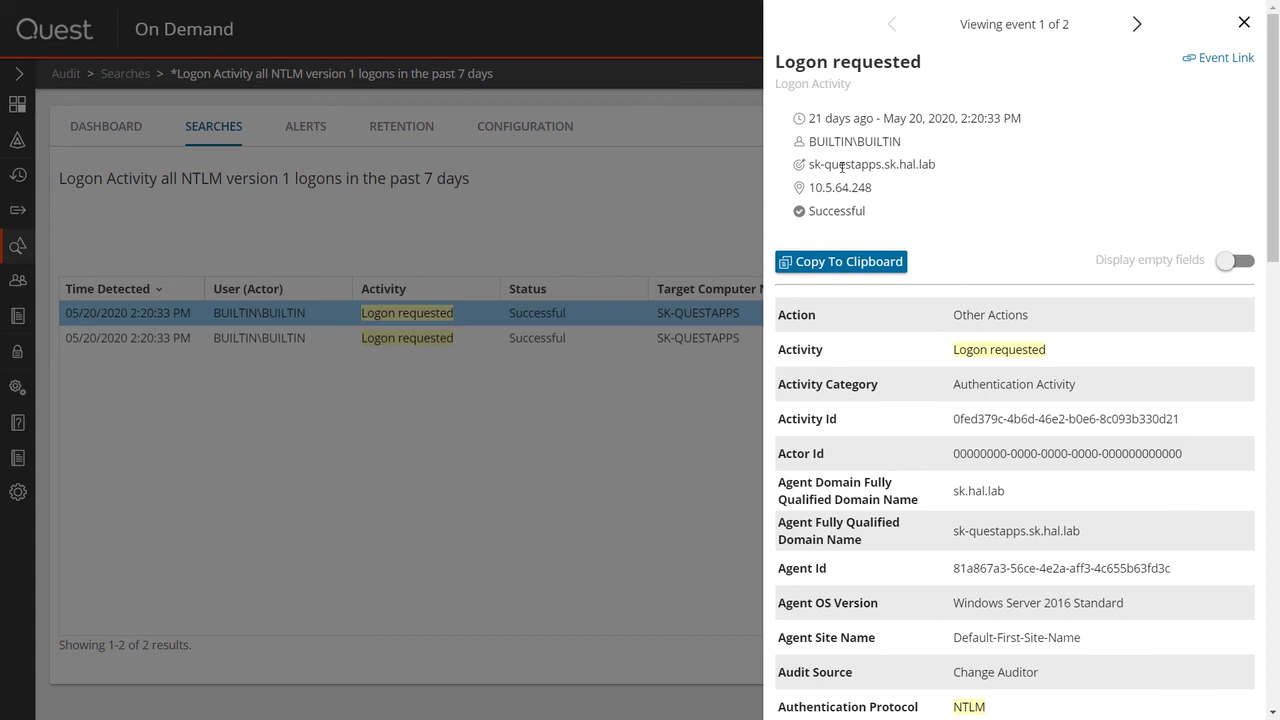 Quest
On Demand
Audit > Searches > *Logon Activity all NTLM version 1 logons in the past 7 days
DASHBOARD SEARCHES ALERTS RETENTION CONFIGURATION
Logon Activity all NTLM version 1 logons in the past 7 days
Time Detected User (Actor) Activity Status Target Computer N
05/20/2020 2:20:33 PM BUILTIN\BUILTIN Logon requested Successful SK-QUESTAPPS
05/20/2020 2:20:33 PM BUILTIN\BUILTIN Logon requested Successful SK-QUESTAPPS
Showing 1-2 of 2 results.
Viewing event 1 of 2
Logon requested
Event Link
Logon Activity
21 days ago - May 20, 2020, 2:20:33 PM
BUILTIN\BUILTIN
sk-questapps.sk.hal.lab
10.5.64.248
Successful
Copy To Clipboard
Display empty fields
Action Other Actions
Activity Logon requested
Activity Category Authentication Activity
Activity Id 0fed379c-4b6d-46e2-b0e6-8c093b330d21
Actor Id 00000000-0000-0000-0000-000000000000
Agent Domain Fully
Qualified Domain Name sk.hal.lab
Agent Fully Qualified
Domain Name sk-questapps.sk.hal.lab
Agent Id 81a867a3-56ce-4e2a-aff3-4c655b63fd3c
Agent OS Version Windows Server 2016 Standard
Agent Site Name Default-First-Site-Name
Audit Source Change Auditor
Authentication Protocol NTLM